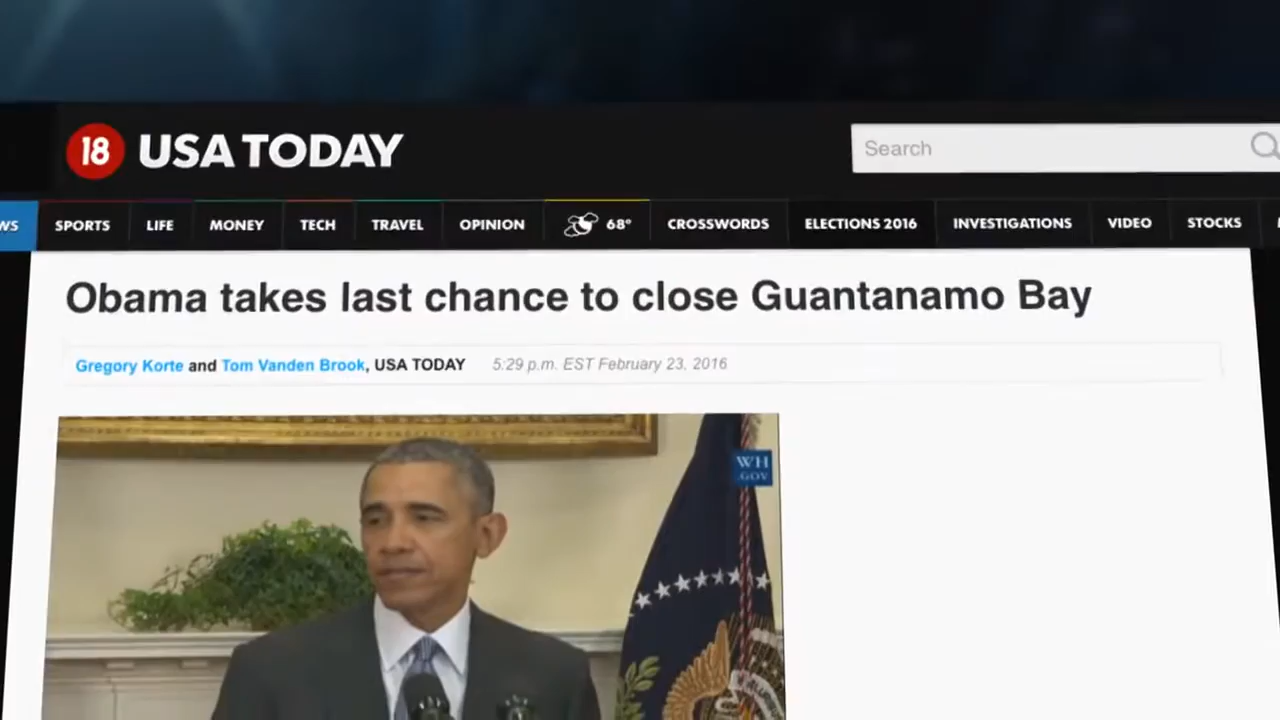 18 USA TODAY
Search
WS SPORTS LIFE MONEY TECH TRAVEL OPINION 68° CROSSWORDS ELECTIONS 2016 INVESTIGATIONS VIDEO STOCKS
Obama takes last chance to close Guantanamo Bay
Gregory Korte and Tom Vanden Brook, USA TODAY 5:29 p.m. EST February 23, 2016
WH
.GOV